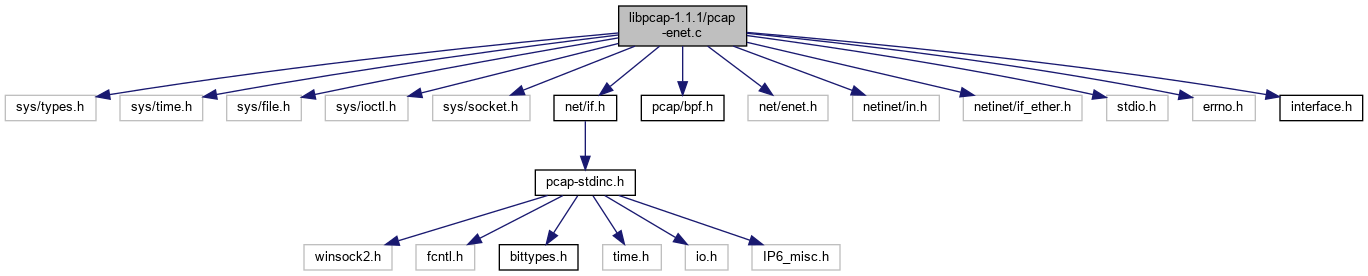 libpcap-1.1.1/pcap
-enet.c
sys/types.h
sys/time.h
sys/file.h
sys/ioctl.h
sys/socket.h
net/if.h
pcap/bpf.h
net/enet.h
netinet/in.h
netinet/if_ether.h
stdio.h
errno.h
interface.h
pcap-stdinc.h
winsock2.h
fcntl.h
bittypes.h
time.h
io.h
IP6_misc.h